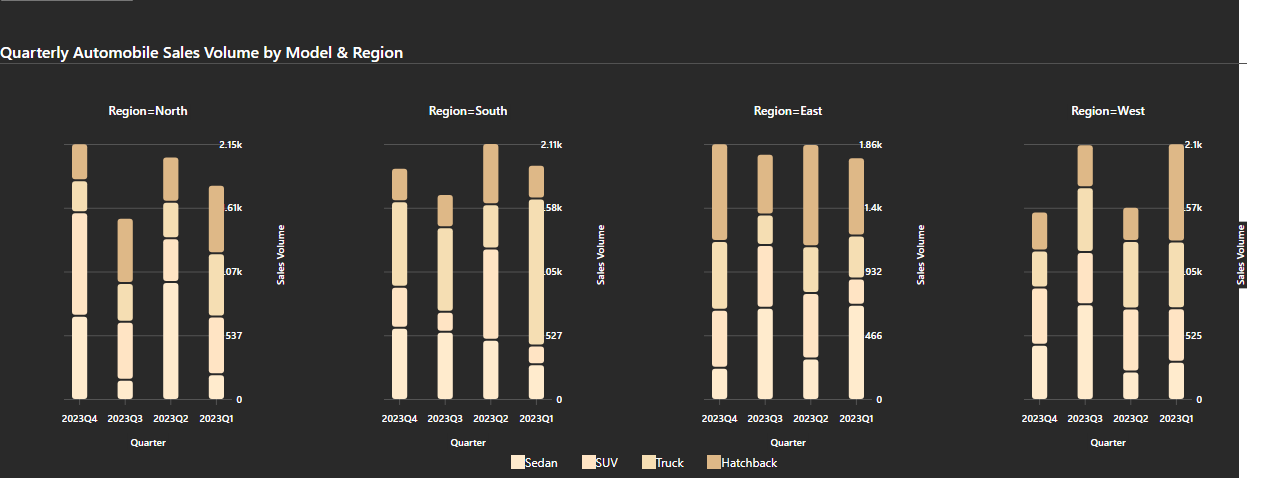 Quarterly Automobile Sales Volume by Model & Region
Region=North
2.15k
.61k
.07k
537
0
Sales Volume
2023Q4 2023Q3 2023Q2 2023Q1
Quarter
Region=South
2.11k
.58k
.05k
527
0
Sales Volume
2023Q4 2023Q3 2023Q2 2023Q1
Quarter
Region=East
1.86k
1.4k
932
466
0
Sales Volume
2023Q4 2023Q3 2023Q2 2023Q1
Quarter
Region=West
2.1k
.57k
.05k
525
0
Sales Volume
2023Q4 2023Q3 2023Q2 2023Q1
Quarter
Sedan SUV Truck Hatchback